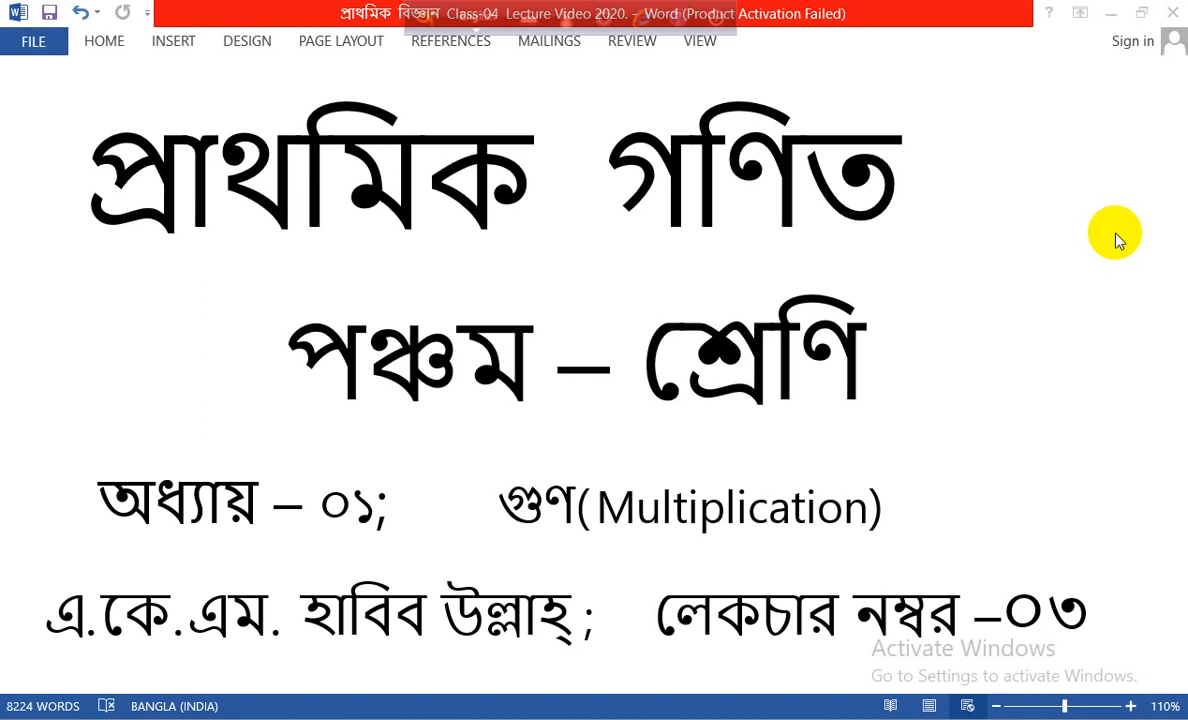 প্রাথমিক বিজ্ঞান Class-04 Lecture Video 2020. - Word (Product Activation Failed)
FILE HOME INSERT DESIGN PAGE LAYOUT REFERENCES MAILINGS REVIEW VIEW Sign in
প্রাথমিক গণিত
পঞ্চম – শ্রেণি
অধ্যায় – ০১; গুণ(Multiplication)
এ.কে.এম. হাবিব উল্লাহ্ ; লেকচার নম্বর –০৩
Activate Windows
Go to Settings to activate Windows.
8224 WORDS BANGLA (INDIA) 110%